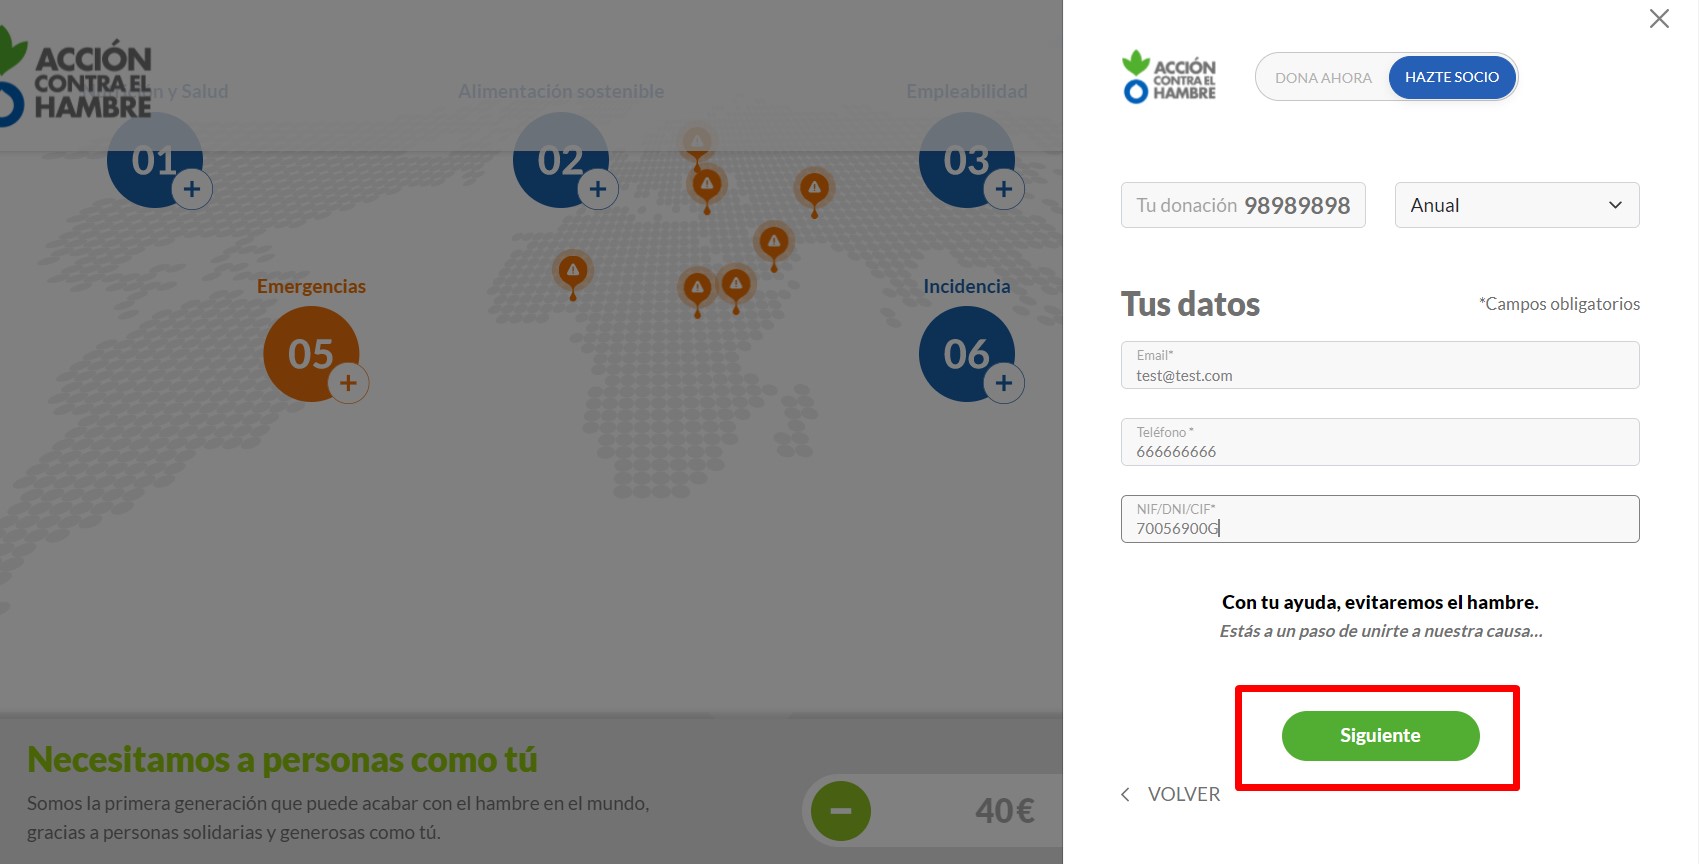 ACCIÓN
CONTRA EL
HAMBRE
y Salud
Alimentación sostenible
Empleabilidad
01
02
03
Emergencias
Incidencia
05
06
Necesitamos a personas como tú
Somos la primera generación que puede acabar con el hambre en el mundo,
gracias a personas solidarias y generosas como tú.
40€
ACCIÓN
CONTRA EL
HAMBRE
DONA AHORA
HAZTE SOCIO
Tu donación 98989898
Anual
Tus datos
*Campos obligatorios
Email*
test@test.com
Teléfono *
666666666
NIF/DNI/CIF*
70056900G
Con tu ayuda, evitaremos el hambre.
Estás a un paso de unirte a nuestra causa...
Siguiente
VOLVER